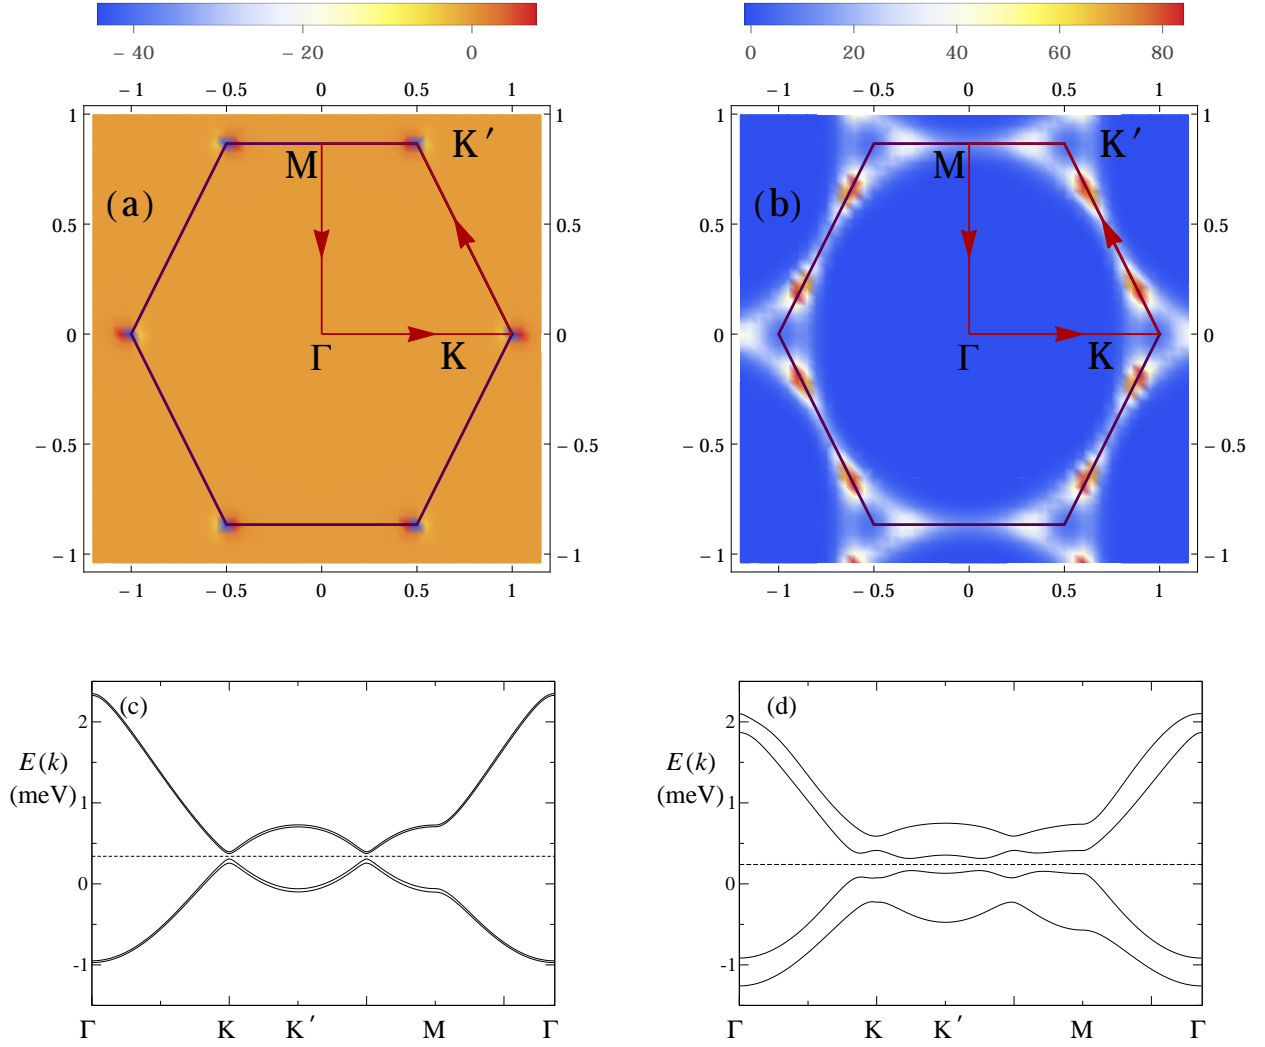 − 40 − 20 0
0 20 40 60 80
− 1 − 0.5 0 0.5 1
− 1 − 0.5 0 0.5 1
1 1
1 1
M K′
M K′
(a)
(b)
0.5 0.5
0.5 0.5
0 0
0 0
Γ K
Γ K
− 0.5 − 0.5
− 0.5 − 0.5
− 1 − 1
− 1 − 1
− 1 − 0.5 0 0.5 1
− 1 − 0.5 0 0.5 1
(c)
2
E(k)
(meV)
1
0
-1
Γ K K′ M Γ
(d)
2
E(k)
(meV)
1
0
-1
Γ K K′ M Γ